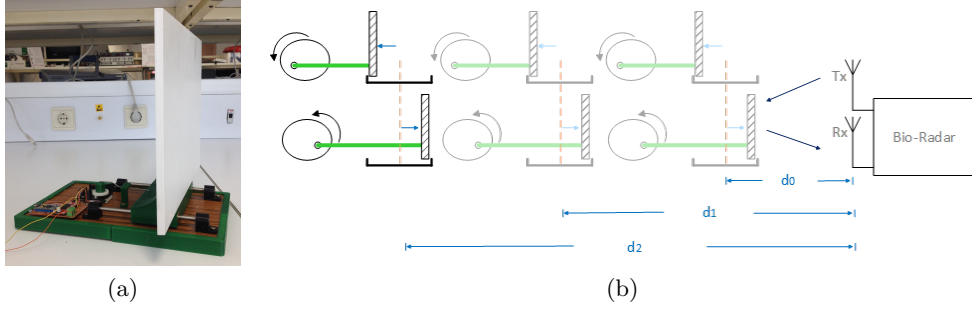 Tx
Rx
Bio-Radar
d0
d1
d2
(a)
(b)